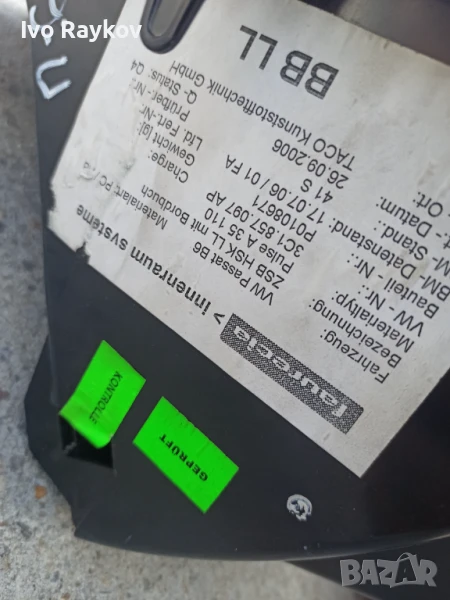 Ivo Raykov
faurecia > innenraum systeme
Fahrzeug: VW Passat B6
Bezeichnung: ZSB HSK LL mit Bordbuch
Materialtyp: Pulse A 35 110
VW - Nr.: 3C1.857.097 AP
Bauteil - Nr.: P0108671
BM- Datenstand: 17.07.06 / 01 FA
- Stand: 41 S
- Datum: 26.09.2006
- Ort: TACO Kunststofftechnik GmbH
Materialart: PC
Charge:
Gewicht [g]:
Lfd. Fert.-Nr
Prüfber.- Nr.
Q- Status: Q4
BB LL
KONTROLLE
GEPRÜFT
BAZAR